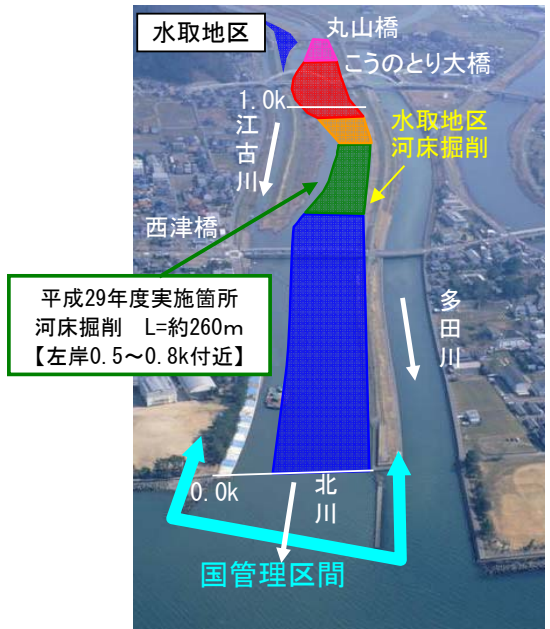 水取地区
丸山橋
こうのとり大橋
1.0k
江古川
水取地区
河床掘削
西津橋
平成29年度実施箇所
河床掘削　L=約260m
【左岸0.5～0.8k付近】
多田川
0.0k
北川
国管理区間